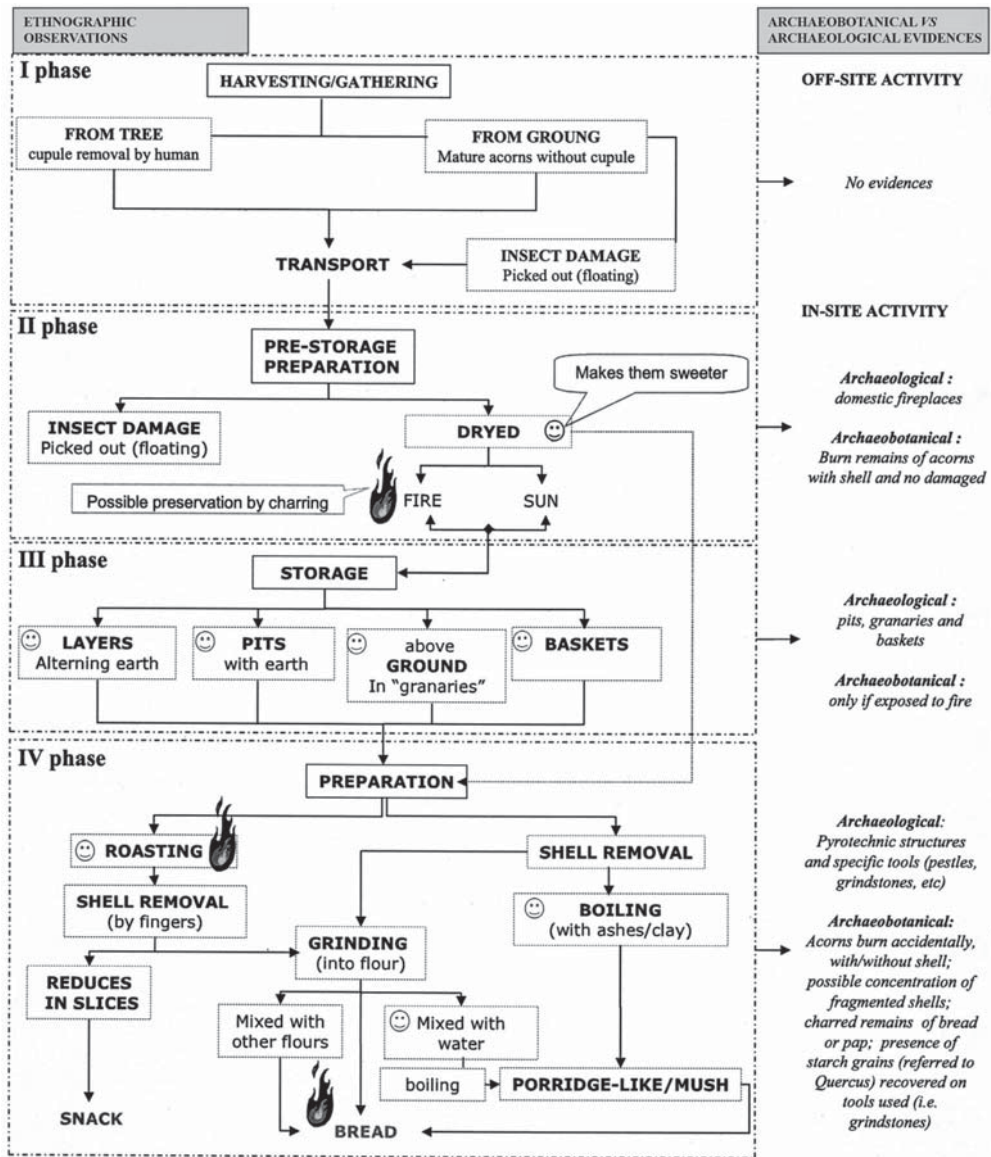 ETHNOGRAPHIC
OBSERVATIONS
ARCHAEOBOTANICAL VS
ARCHAEOLOGICAL EVIDENCES
I phase
HARVESTING/GATHERING
OFF-SITE ACTIVITY
FROM TREE
cupule removal by human
FROM GROUNG
Mature acorns without cupule
No evidences
TRANSPORT
INSECT DAMAGE
Picked out (floating)
II phase
IN-SITE ACTIVITY
PRE-STORAGE
PREPARATION
Makes them sweeter
INSECT DAMAGE
Picked out (floating)
DRYED
Archaeological :
domestic fireplaces
Archaeobotanical :
Burn remains of acorns
with shell and no damaged
Possible preservation by charring
FIRE
SUN
III phase
STORAGE
LAYERS
Alterning earth
PITS
with earth
above
GROUND
In “granaries”
BASKETS
Archaeological :
pits, granaries and
baskets
Archaeobotanical :
only if exposed to fire
IV phase
PREPARATION
ROASTING
SHELL REMOVAL
SHELL REMOVAL
(by fingers)
BOILING
(with ashes/clay)
GRINDING
(into flour)
REDUCES
IN SLICES
Mixed with
other flours
Mixed with
water
boiling
PORRIDGE-LIKE/MUSH
SNACK
BREAD
Archaeological:
Pyrotechnic structures
and specific tools (pestles,
grindstones, etc)
Archaeobotanical:
Acorns burn accidentally,
with/without shell;
possible concentration of
fragmented shells;
charred remains of bread
or pap; presence of
starch grains (referred to
Quercus) recovered on
tools used (i.e.
grindstones)